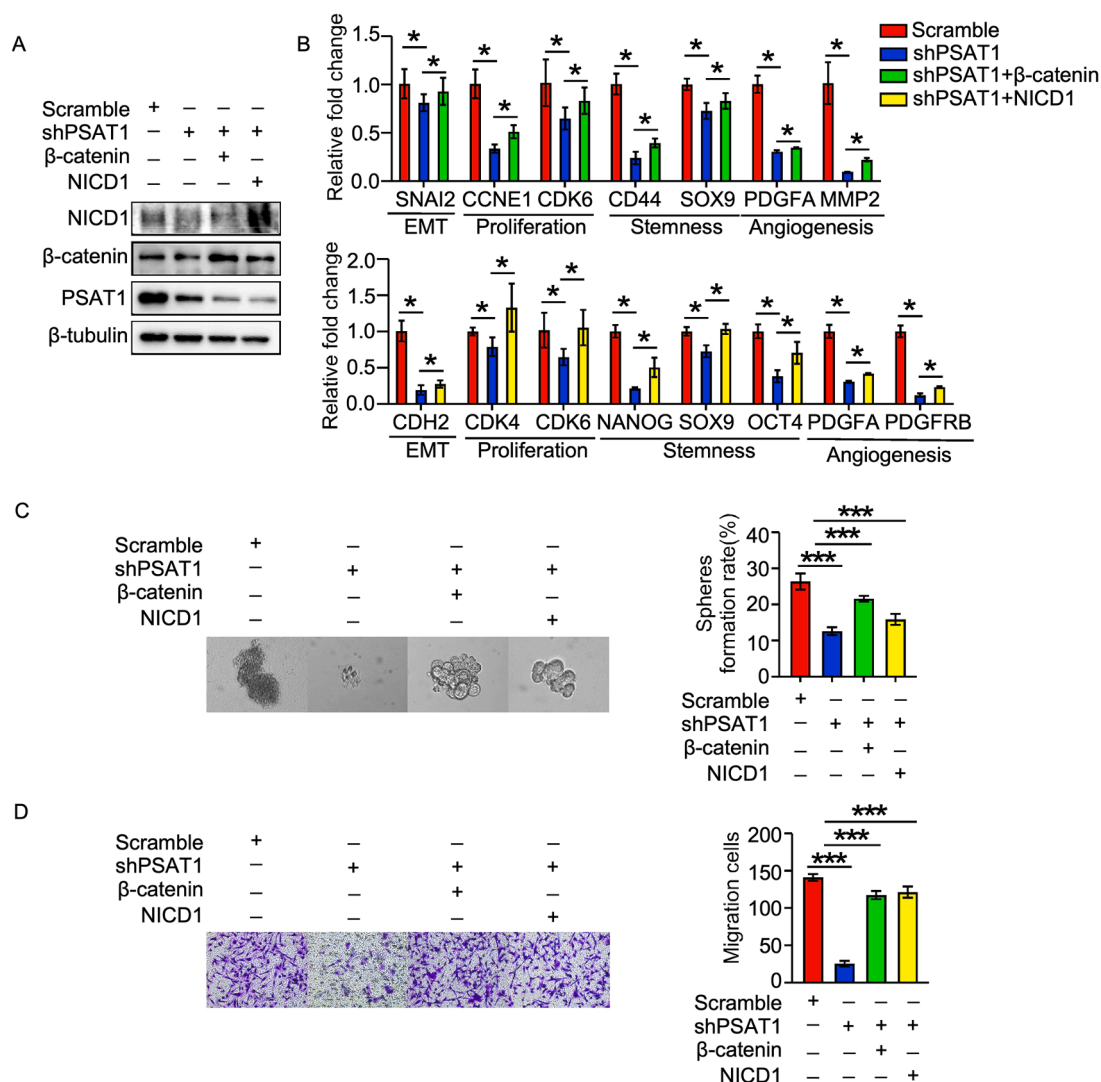 A
Scramble + – – –
shPSAT1 – + + +
β-catenin – – + –
NICD1 – – – +
NICD1
β-catenin
PSAT1
β-tubulin
B
Scramble
shPSAT1
shPSAT1+β-catenin
shPSAT1+NICD1
Relative fold change
1.5
1.0
0.5
0.0
* * * * * * * * * * * * * *
SNAI2 CCNE1 CDK6 CD44 SOX9 PDGFA MMP2
EMT Proliferation Stemness Angiogenesis
Relative fold change
2.0
1.5
1.0
0.5
0.0
* * * * * * * * * * * * * * * *
CDH2 CDK4 CDK6 NANOG SOX9 OCT4 PDGFA PDGFRB
EMT Proliferation Stemness Angiogenesis
C
Scramble + – – –
shPSAT1 – + + +
β-catenin – – + –
NICD1 – – – +
Spheres
formation rate(%)
40
30
20
10
0
***
***
***
Scramble + – – –
shPSAT1 – + + +
β-catenin – – + –
NICD1 – – – +
D
Scramble + – – –
shPSAT1 – + + +
β-catenin – – + –
NICD1 – – – +
Migration cells
200
150
100
50
0
***
***
***
Scramble + – – –
shPSAT1 – + + +
β-catenin – – + –
NICD1 – – – +